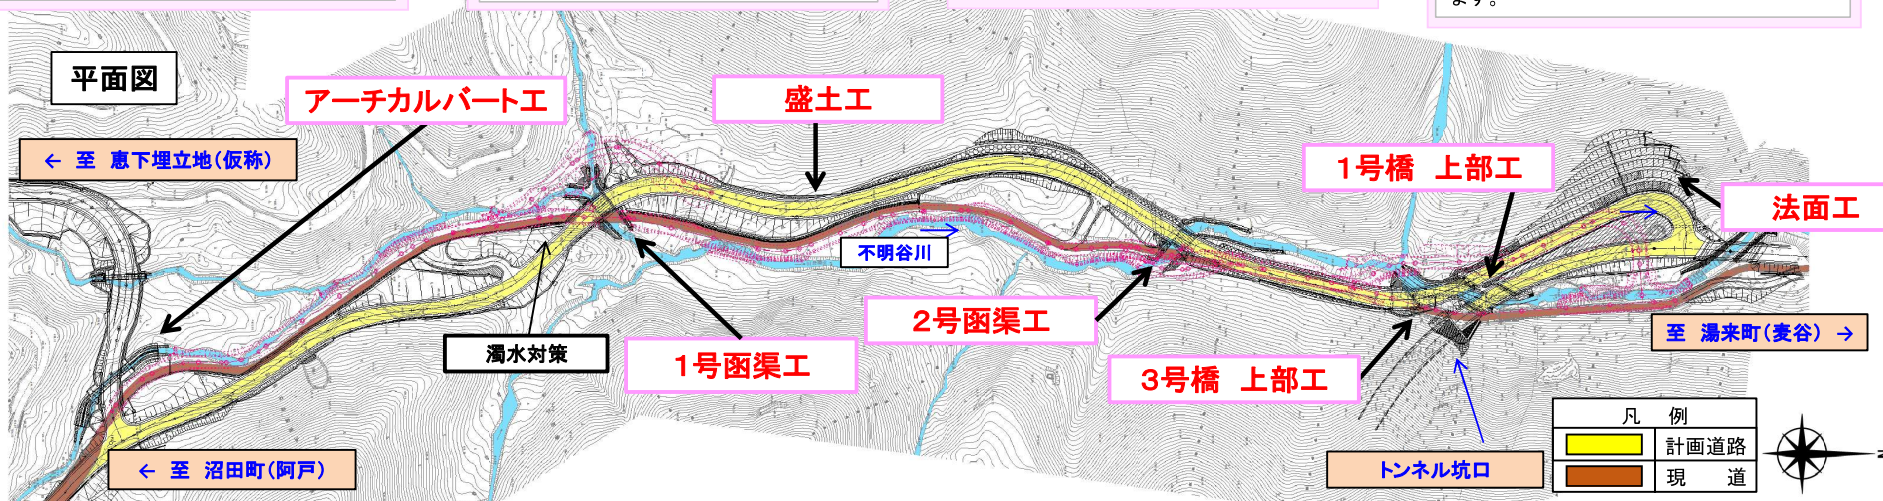 ます。
平面図
アーチカルバート工
盛土工
← 至 恵下埋立地(仮称)
1号橋 上部工
法面工
不明谷川
2号函渠工
濁水対策
1号函渠工
3号橋 上部工
至 湯来町(麦谷) →
← 至 沼田町(阿戸)
トンネル坑口
凡 例
計画道路
現 道